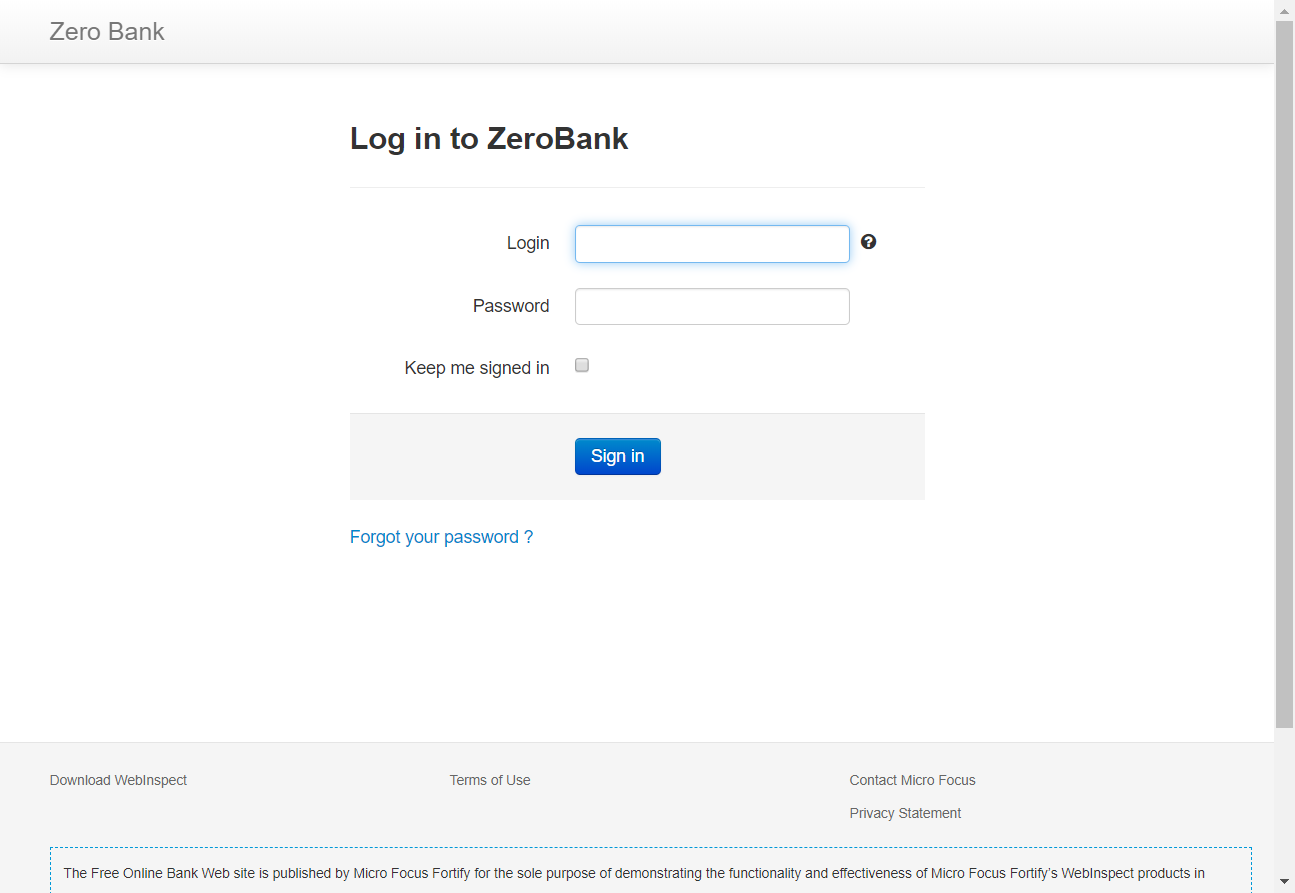 Zero Bank
Log in to ZeroBank
Login
Password
Keep me signed in
Sign in
Forgot your password ?
Download WebInspect
Terms of Use
Contact Micro Focus
Privacy Statement
The Free Online Bank Web site is published by Micro Focus Fortify for the sole purpose of demonstrating the functionality and effectiveness of Micro Focus Fortify's WebInspect products in